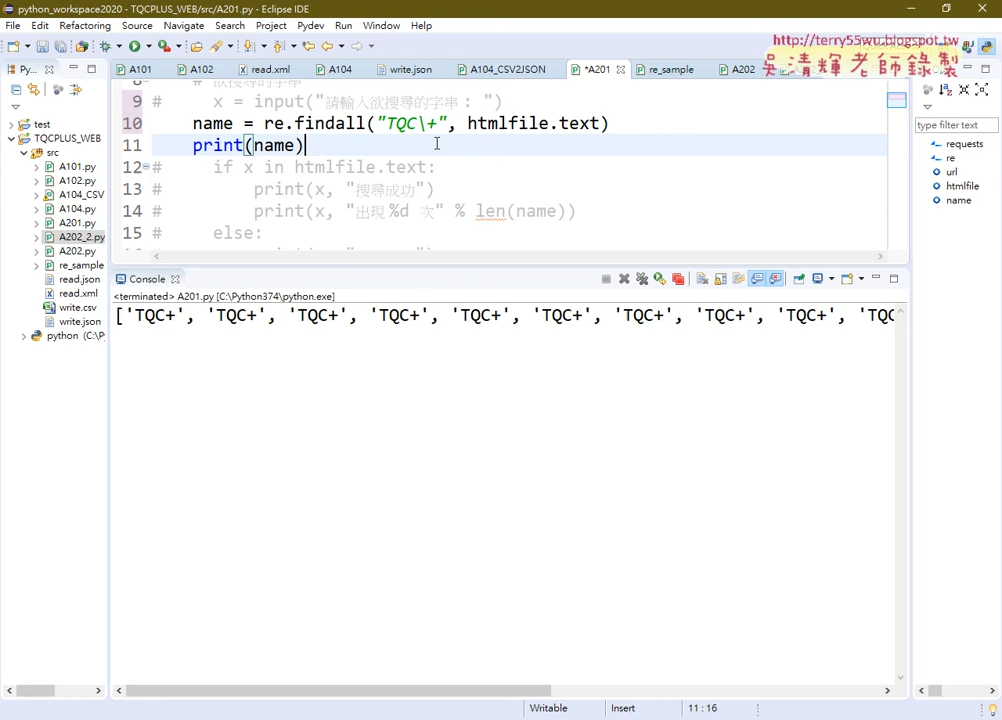 python_workspace2020 - TQCPLUS_WEB/src/A201.py - Eclipse IDE
File Edit Refactoring Source Navigate Search Project Pydev Run Window Help
http://terry55wu.blogspot.tw
吳清輝老師錄製
Py... A101 A102 read.xml A104 write.json A104_CSV2JSON *A201 re_sample A202
test
TQCPLUS_WEB
src
A101.py
A102.py
A104_CSV
A104.py
A201.py
A202_2.py
A202.py
re_sample
read.json
read.xml
write.csv
write.json
python (C:\P
# 欲搜尋的字串
9 # x = input("請輸入欲搜尋的字串: ")
10 name = re.findall("TQC\+", htmlfile.text)
11 print(name)
12 # if x in htmlfile.text:
13 # print(x, "搜尋成功")
14 # print(x, "出現 %d 次" % len(name))
15 # else:
type filter text
requests
re
url
htmlfile
name
Console
<terminated> A201.py [C:\Python374\python.exe]
['TQC+', 'TQC+', 'TQC+', 'TQC+', 'TQC+', 'TQC+', 'TQC+', 'TQC+', 'TQC+', 'TQC
Writable Insert 11 : 16